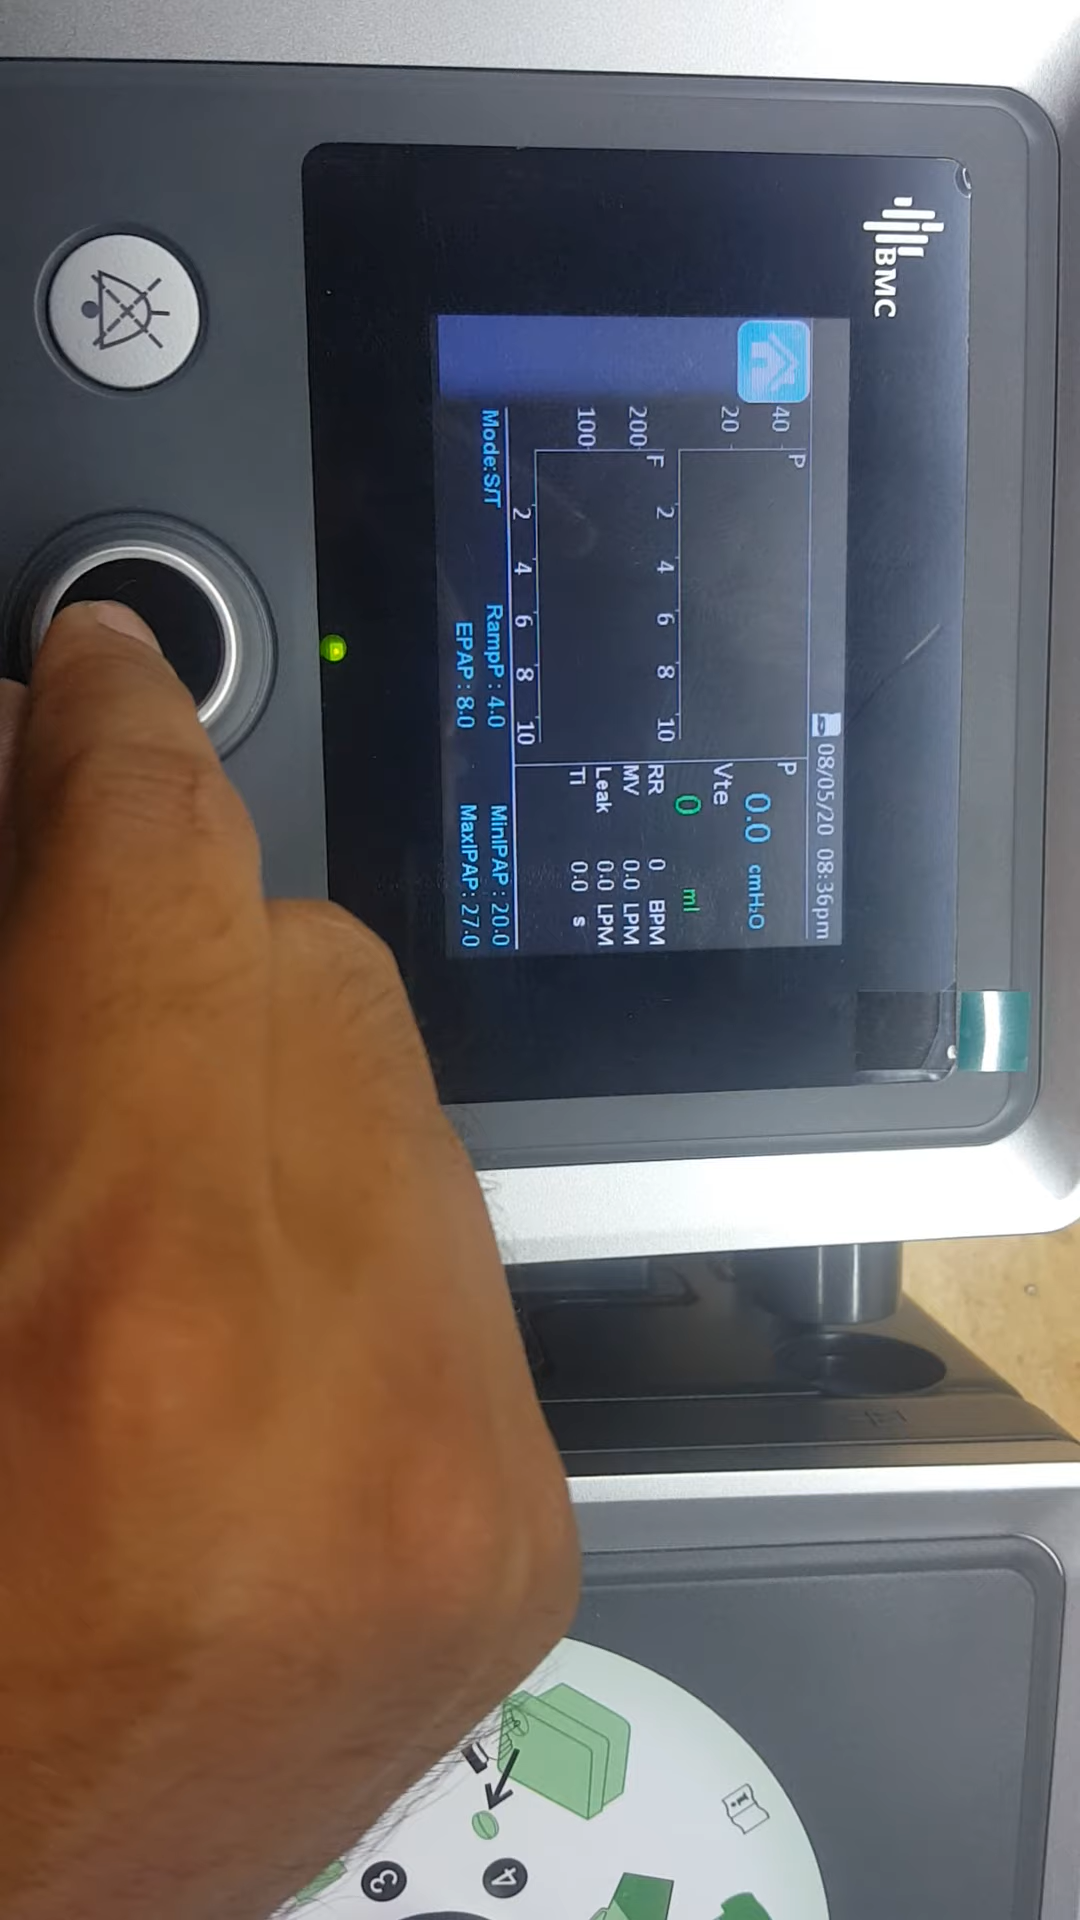 BMC
08/05/20 08:36pm
P
40
20
2 4 6 8 10
F
200
100
2 4 6 8 10
P
0.0 cmH₂O
Vte
0 ml
RR 0 BPM
MV 0.0 LPM
Leak 0.0 LPM
Ti 0.0 s
Mode:S/T RampP : 4.0 MinIPAP : 20.0
EPAP : 8.0 MaxIPAP : 27.0
i
4
3